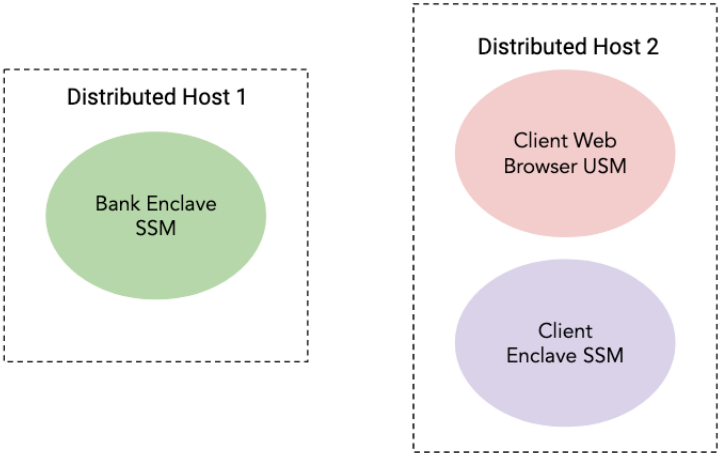 Distributed Host 1
Bank Enclave
SSM
Distributed Host 2
Client Web
Browser USM
Client
Enclave SSM